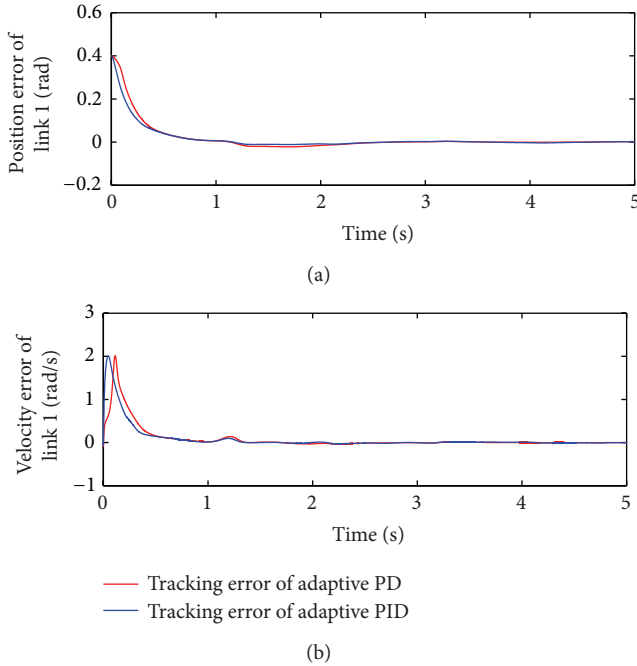 Position error of
link 1 (rad)
0.6
0.4
0.2
0
−0.2
0
1
2
3
4
5
Time (s)
(a)
Velocity error of
link 1 (rad/s)
3
2
1
0
−1
0
1
2
3
4
5
Time (s)
Tracking error of adaptive PD
Tracking error of adaptive PID
(b)